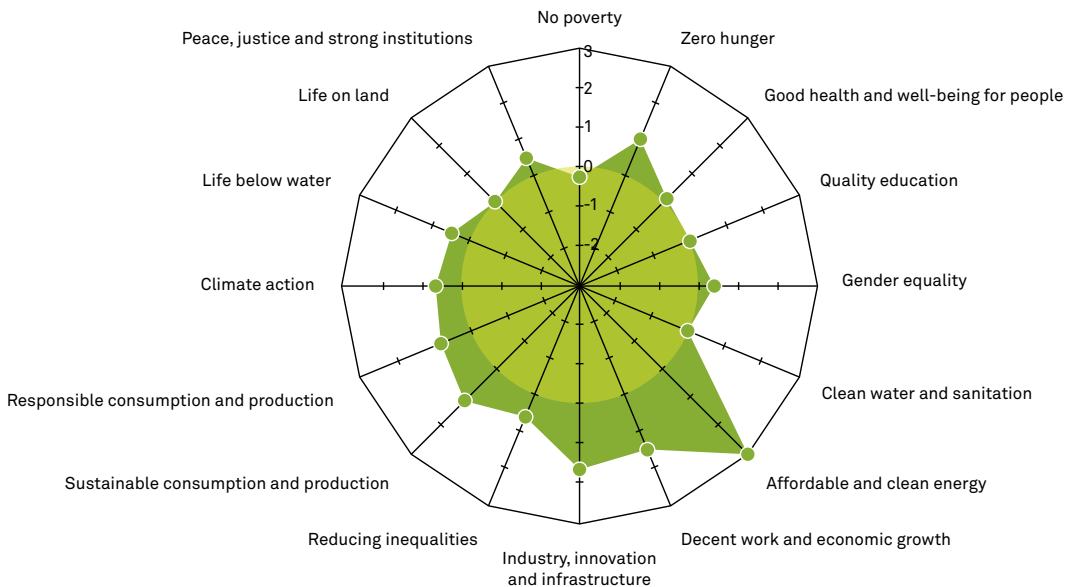 No poverty
Peace, justice and strong institutions
Zero hunger
3
2
Life on land
Good health and well-being for people
1
0
Life below water
Quality education
-1
-2
Climate action
Gender equality
Responsible consumption and production
Clean water and sanitation
Sustainable consumption and production
Affordable and clean energy
Reducing inequalities
Decent work and economic growth
Industry, innovation
and infrastructure